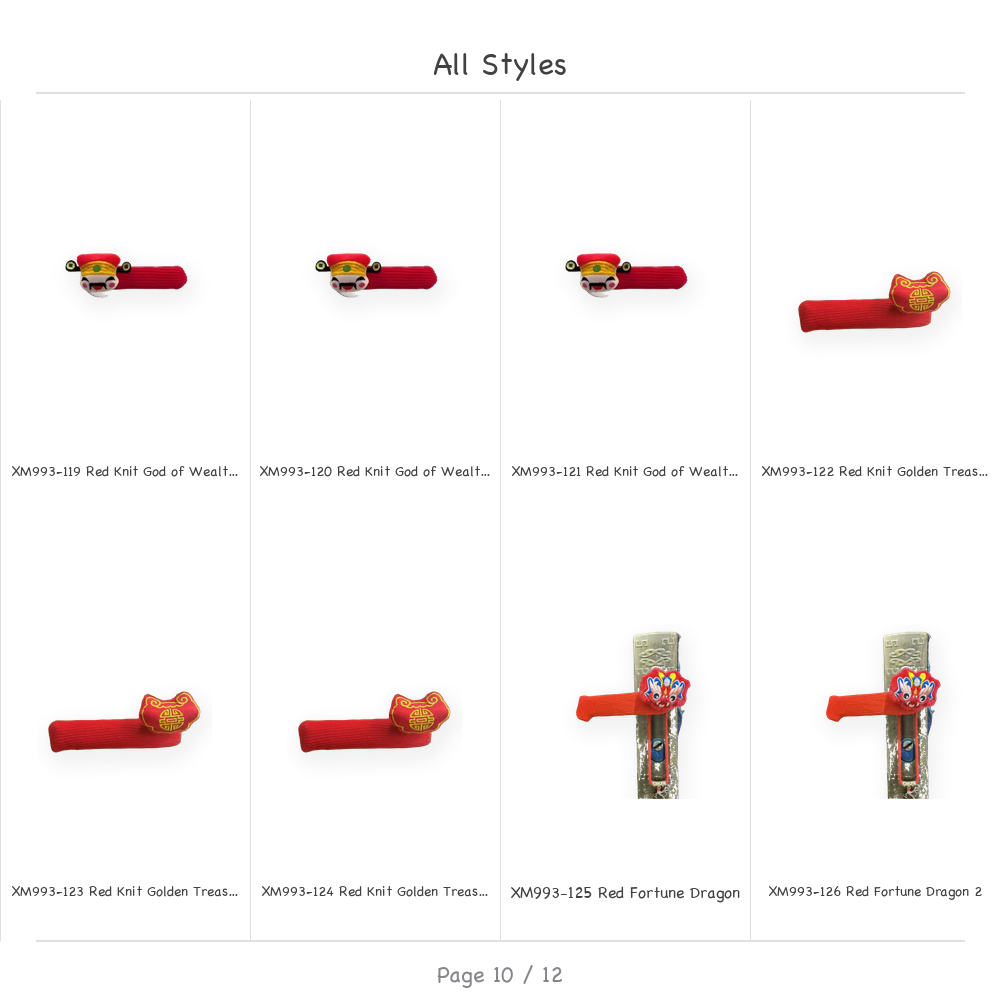 All Styles
XM993-119 Red Knit God of Wealt...
XM993-120 Red Knit God of Wealt...
XM993-121 Red Knit God of Wealt...
XM993-122 Red Knit Golden Treas...
XM993-123 Red Knit Golden Treas...
XM993-124 Red Knit Golden Treas...
XM993-125 Red Fortune Dragon
XM993-126 Red Fortune Dragon 2
Page 10 / 12